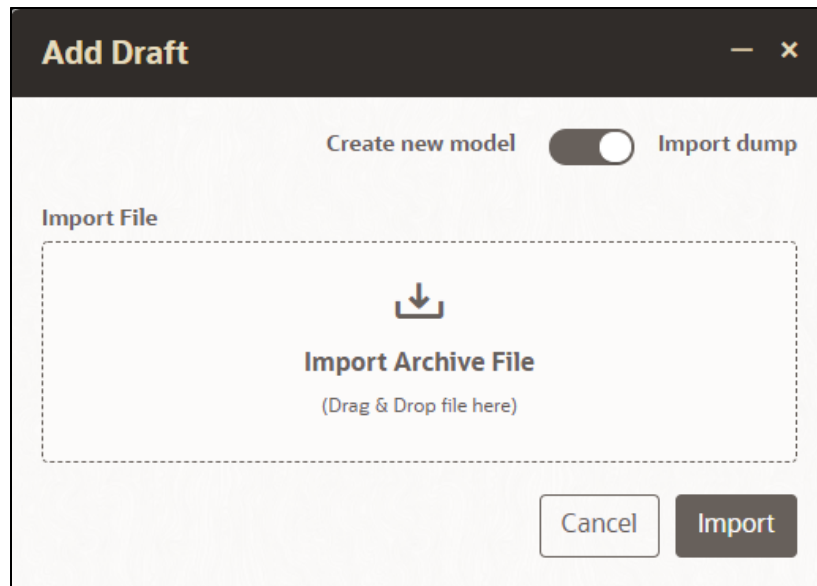 Add Draft
Create new model Import dump
Import File
Import Archive File
(Drag & Drop file here)
Cancel Import